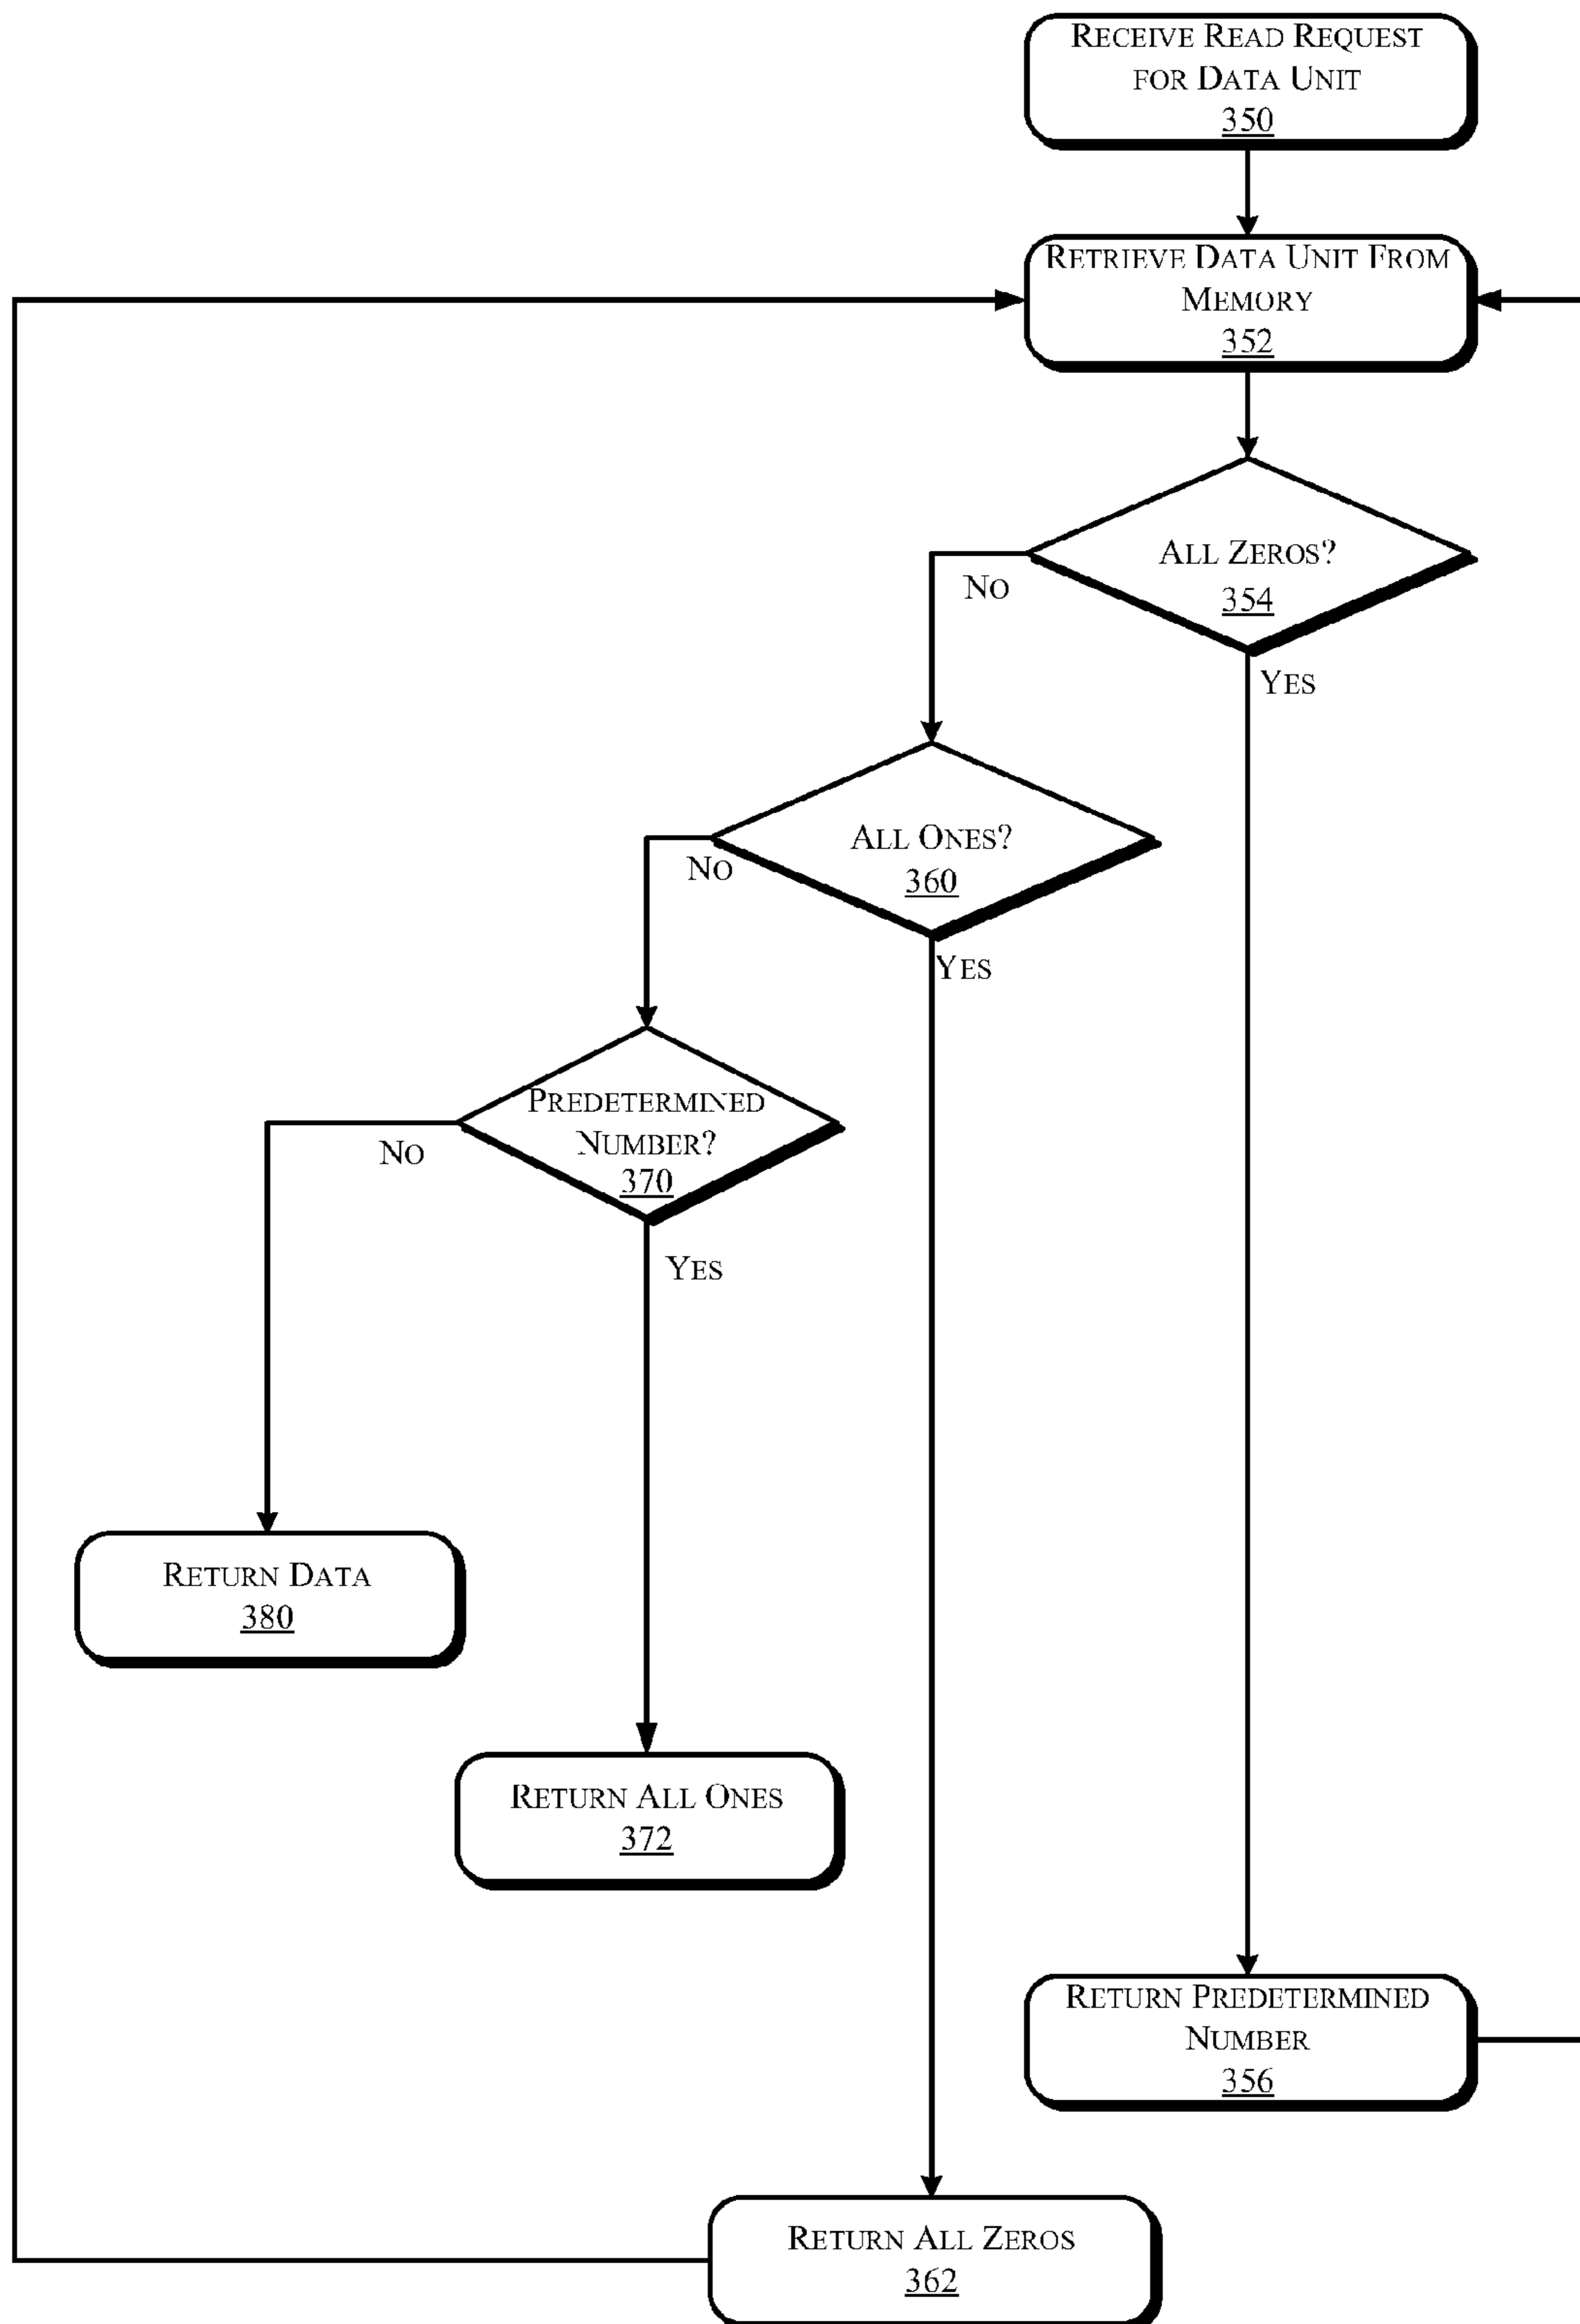 RECEIVE READ REQUEST
FOR DATA UNIT
350
RETRIEVE DATA UNIT FROM
MEMORY
352
ALL ZEROS?
354
NO
YES
ALL ONES?
360
NO
YES
PREDETERMINED
NUMBER?
370
NO
YES
RETURN DATA
380
RETURN ALL ONES
372
RETURN PREDETERMINED
NUMBER
356
RETURN ALL ZEROS
362